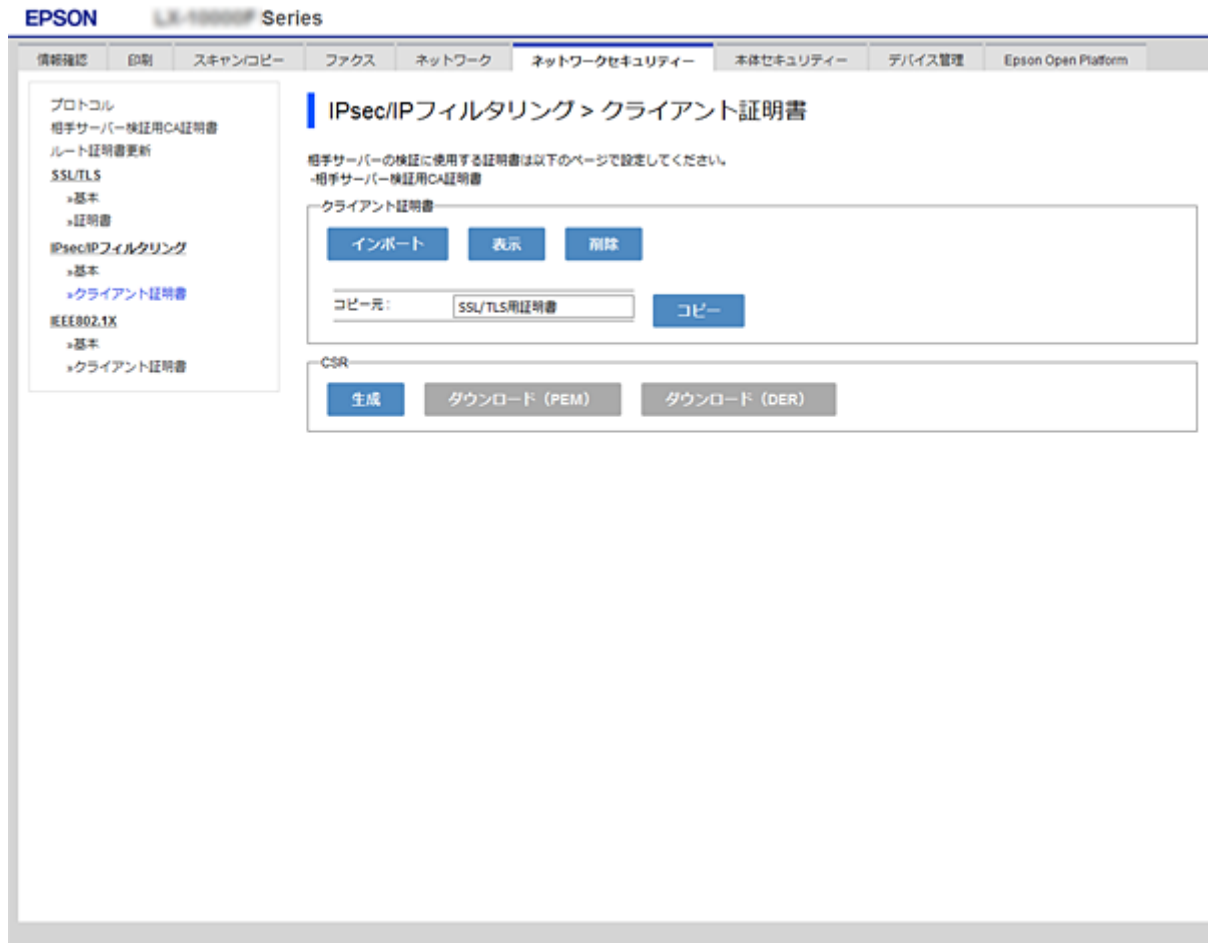 EPSON Series
情報確認 印刷 スキャン/コピー ファクス ネットワーク ネットワークセキュリティー 本体セキュリティー デバイス管理 Epson Open Platform
プロトコル
相手サーバー検証用CA証明書
ルート証明書更新
SSL/TLS
»基本
»証明書
IPsec/IPフィルタリング
»基本
»クライアント証明書
IEEE802.1X
»基本
»クライアント証明書
IPsec/IPフィルタリング > クライアント証明書
相手サーバーの検証に使用する証明書は以下のページで設定してください。
-相手サーバー検証用CA証明書
クライアント証明書
インポート 表示 削除
コピー元: SSL/TLS用証明書 コピー
CSR
生成 ダウンロード（PEM） ダウンロード（DER）